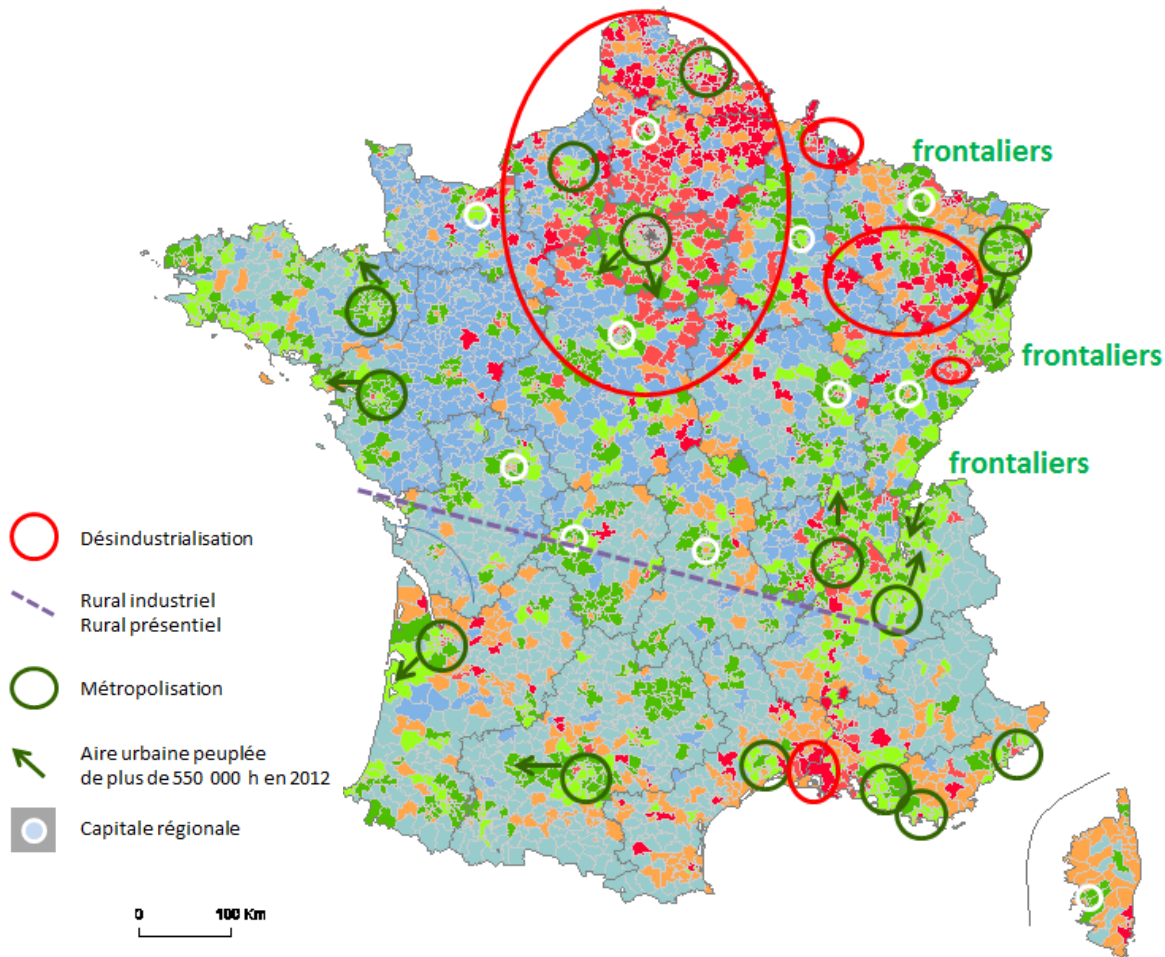 frontaliers
frontaliers
frontaliers
Désindustrialisation
Rural industriel
Rural présentiel
Métropolisation
Aire urbaine peuplée
de plus de 550 000 h en 2012
Capitale régionale
0 100 Km